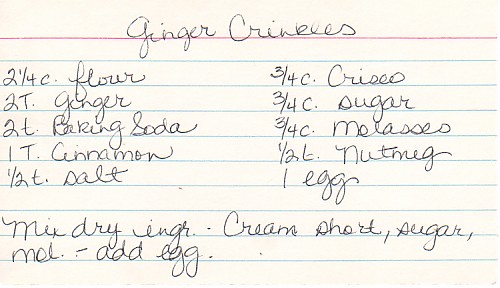 Ginger Crinkles
2 1/4 c. flour
2 T. Ginger
2 t. Baking Soda
1 T. Cinnamon
1/2 t. salt
3/4 c. Crisco
3/4 c. sugar
3/4 c. Molasses
1/2 t. Nutmeg
1 egg
Mix dry ingr. - Cream short, sugar,
mol. - add egg.